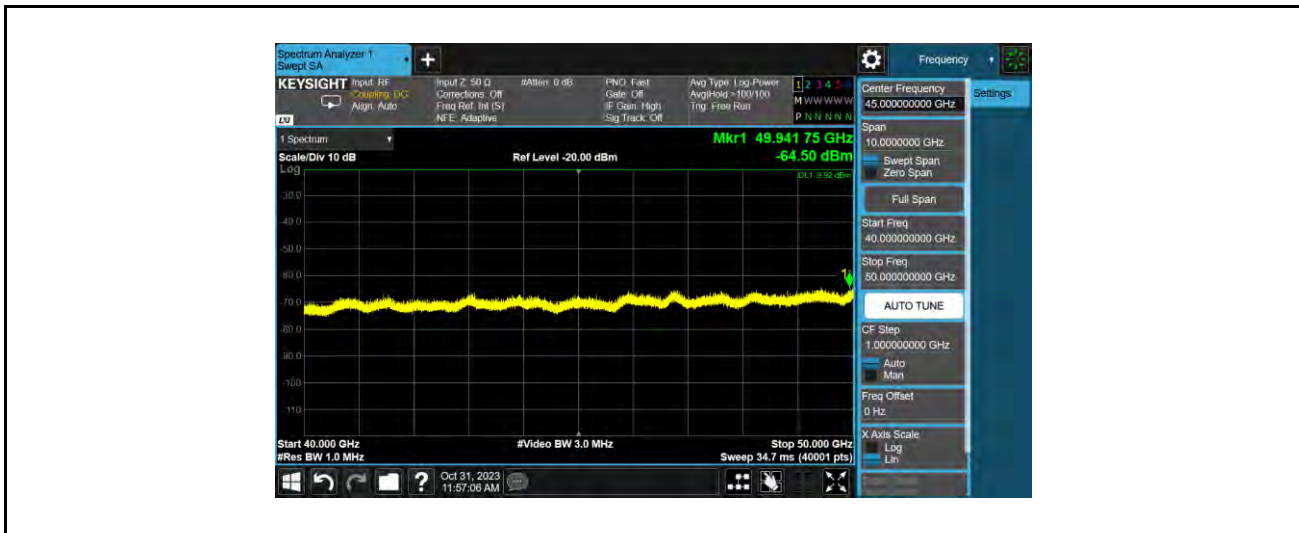 Spectrum Analyzer 1
Swept SA
+
Frequency
KEYSIGHT
Input: RF
Coupling: DC
Align: Auto
Input Z: 50 Ω
Corrections: Off
Freq Ref: Int (S)
NFE: Adaptive
#Atten: 0 dB
PNO: Fast
Gate: Off
IF Gain: High
Sig Track: Off
Avg Type: Log-Power
Avg|Hold: >100/100
Trig: Free Run
1 2 3 4 5 6
M W W W W W
P N N N N N
LXI
1 Spectrum
Scale/Div 10 dB
Ref Level -20.00 dBm
Mkr1 49.941 75 GHz
-64.50 dBm
Log
DL1 -9.92 dBm
-30.0
-40.0
-50.0
-60.0
-70.0
-80.0
-90.0
-100
-110
1
Start 40.000 GHz
#Res BW 1.0 MHz
#Video BW 3.0 MHz
Stop 50.000 GHz
Sweep 34.7 ms (40001 pts)
Center Frequency
45.000000000 GHz
Settings
Span
10.0000000 GHz
Swept Span
Zero Span
Full Span
Start Freq
40.000000000 GHz
Stop Freq
50.000000000 GHz
AUTO TUNE
CF Step
1.000000000 GHz
Auto
Man
Freq Offset
0 Hz
X Axis Scale
Log
Lin
?
Oct 31, 2023
11:57:06 AM